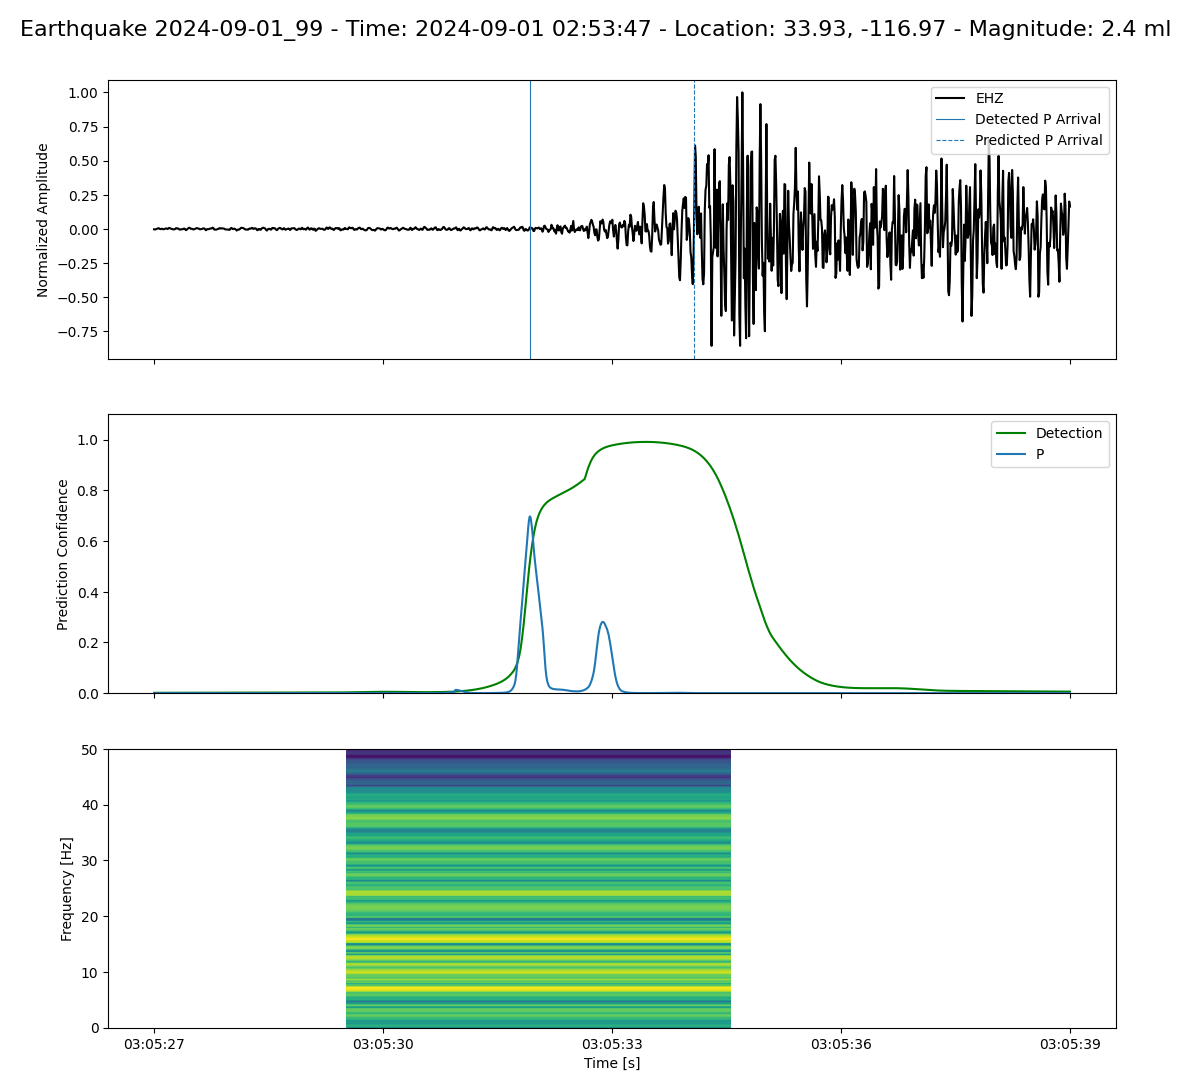 Earthquake 2024-09-01_99 - Time: 2024-09-01 02:53:47 - Location: 33.93, -116.97 - Magnitude: 2.4 ml
Normalized Amplitude
1.00
0.75
0.50
0.25
0.00
−0.25
−0.50
−0.75
EHZ
Detected P Arrival
Predicted P Arrival
Prediction Confidence
1.0
0.8
0.6
0.4
0.2
0.0
Detection
P
Frequency [Hz]
50
40
30
20
10
0
03:05:27 03:05:30 03:05:33 03:05:36 03:05:39
Time [s]